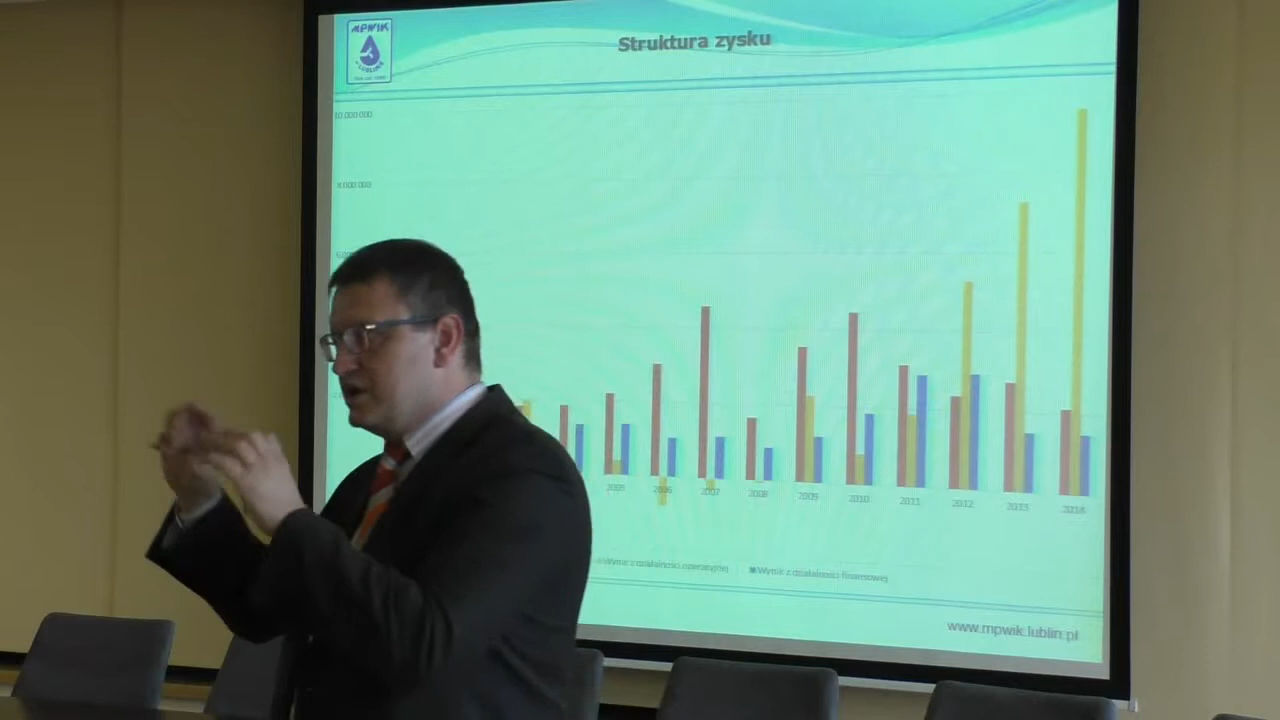 MPWIK
LUBLIN
Struktura zysku
10 000 000
8 000 000
2005
2006
2007
2008
2009
2010
2011
2012
2013
2014
Wynik z działalności operacyjnej
Wynik z działalności finansowej
www.mpwik.lublin.pl